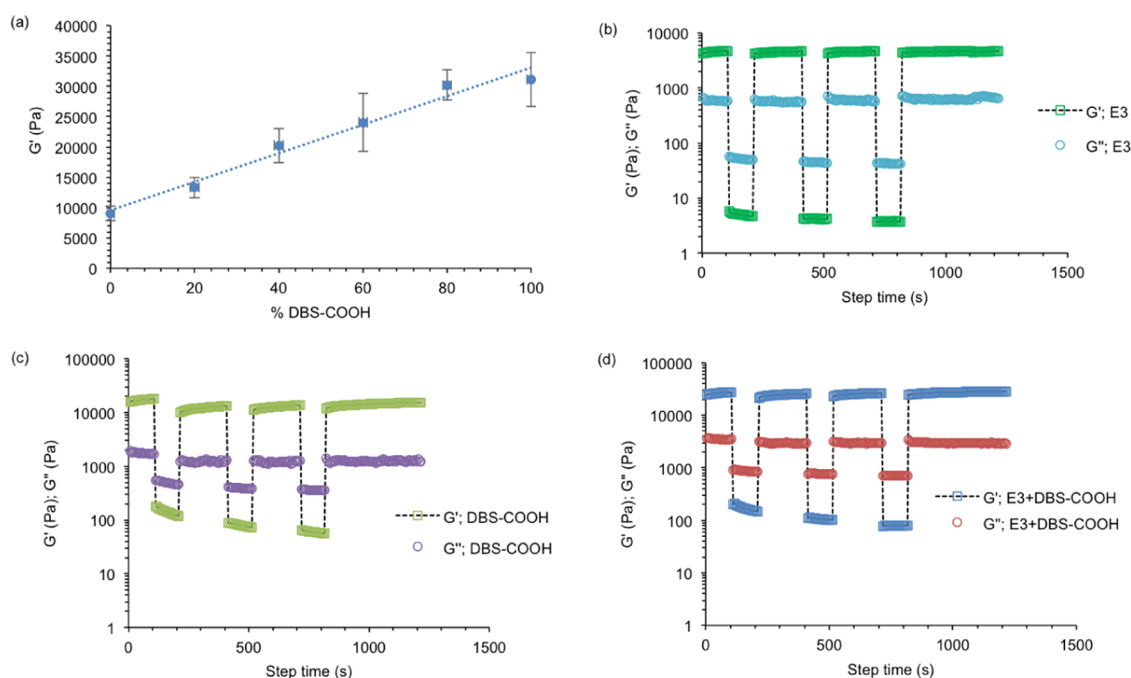 (a)
40000
35000
30000
25000
20000
15000
10000
5000
0
G' (Pa)
0 20 40 60 80 100
% DBS-COOH
(b)
10000
1000
100
10
1
G' (Pa); G'' (Pa)
0 500 1000 1500
Step time (s)
G'; E3
G''; E3
(c)
100000
10000
1000
100
10
1
G' (Pa); G'' (Pa)
0 500 1000 1500
Step time (s)
G'; DBS-COOH
G''; DBS-COOH
(d)
100000
10000
1000
100
10
1
G' (Pa); G'' (Pa)
0 500 1000 1500
Step time (s)
G'; E3+DBS-COOH
G''; E3+DBS-COOH